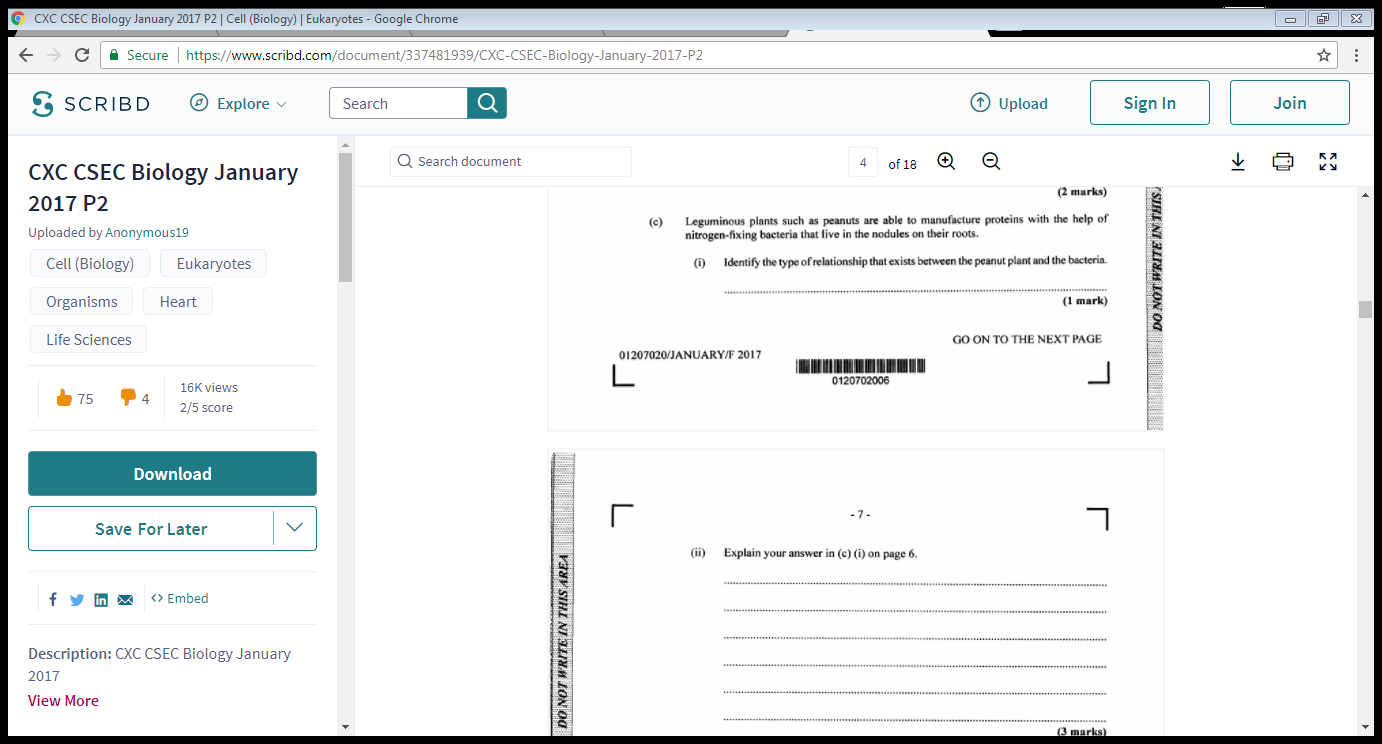 CXC CSEC Biology January 2017 P2 | Cell (Biology) | Eukaryotes - Google Chrome
Secure https://www.scribd.com/document/337481939/CXC-CSEC-Biology-January-2017-P2
SCRIBD Explore Search Upload Sign In Join
CXC CSEC Biology January
2017 P2
Uploaded by Anonymous19
Cell (Biology) Eukaryotes
Organisms Heart
Life Sciences
75 4 16K views
2/5 score
Download
Save For Later
Embed
Description: CXC CSEC Biology January
2017
View More
Search document 4 of 18
(2 marks)
(c) Leguminous plants such as peanuts are able to manufacture proteins with the help of
nitrogen-fixing bacteria that live in the nodules on their roots.
(i) Identify the type of relationship that exists between the peanut plant and the bacteria.
(1 mark)
GO ON TO THE NEXT PAGE
01207020/JANUARY/F 2017
0120702006
DO NOT WRITE IN THIS
- 7 -
(ii) Explain your answer in (c) (i) on page 6.
(3 marks)
DO NOT WRITE IN THIS AREA